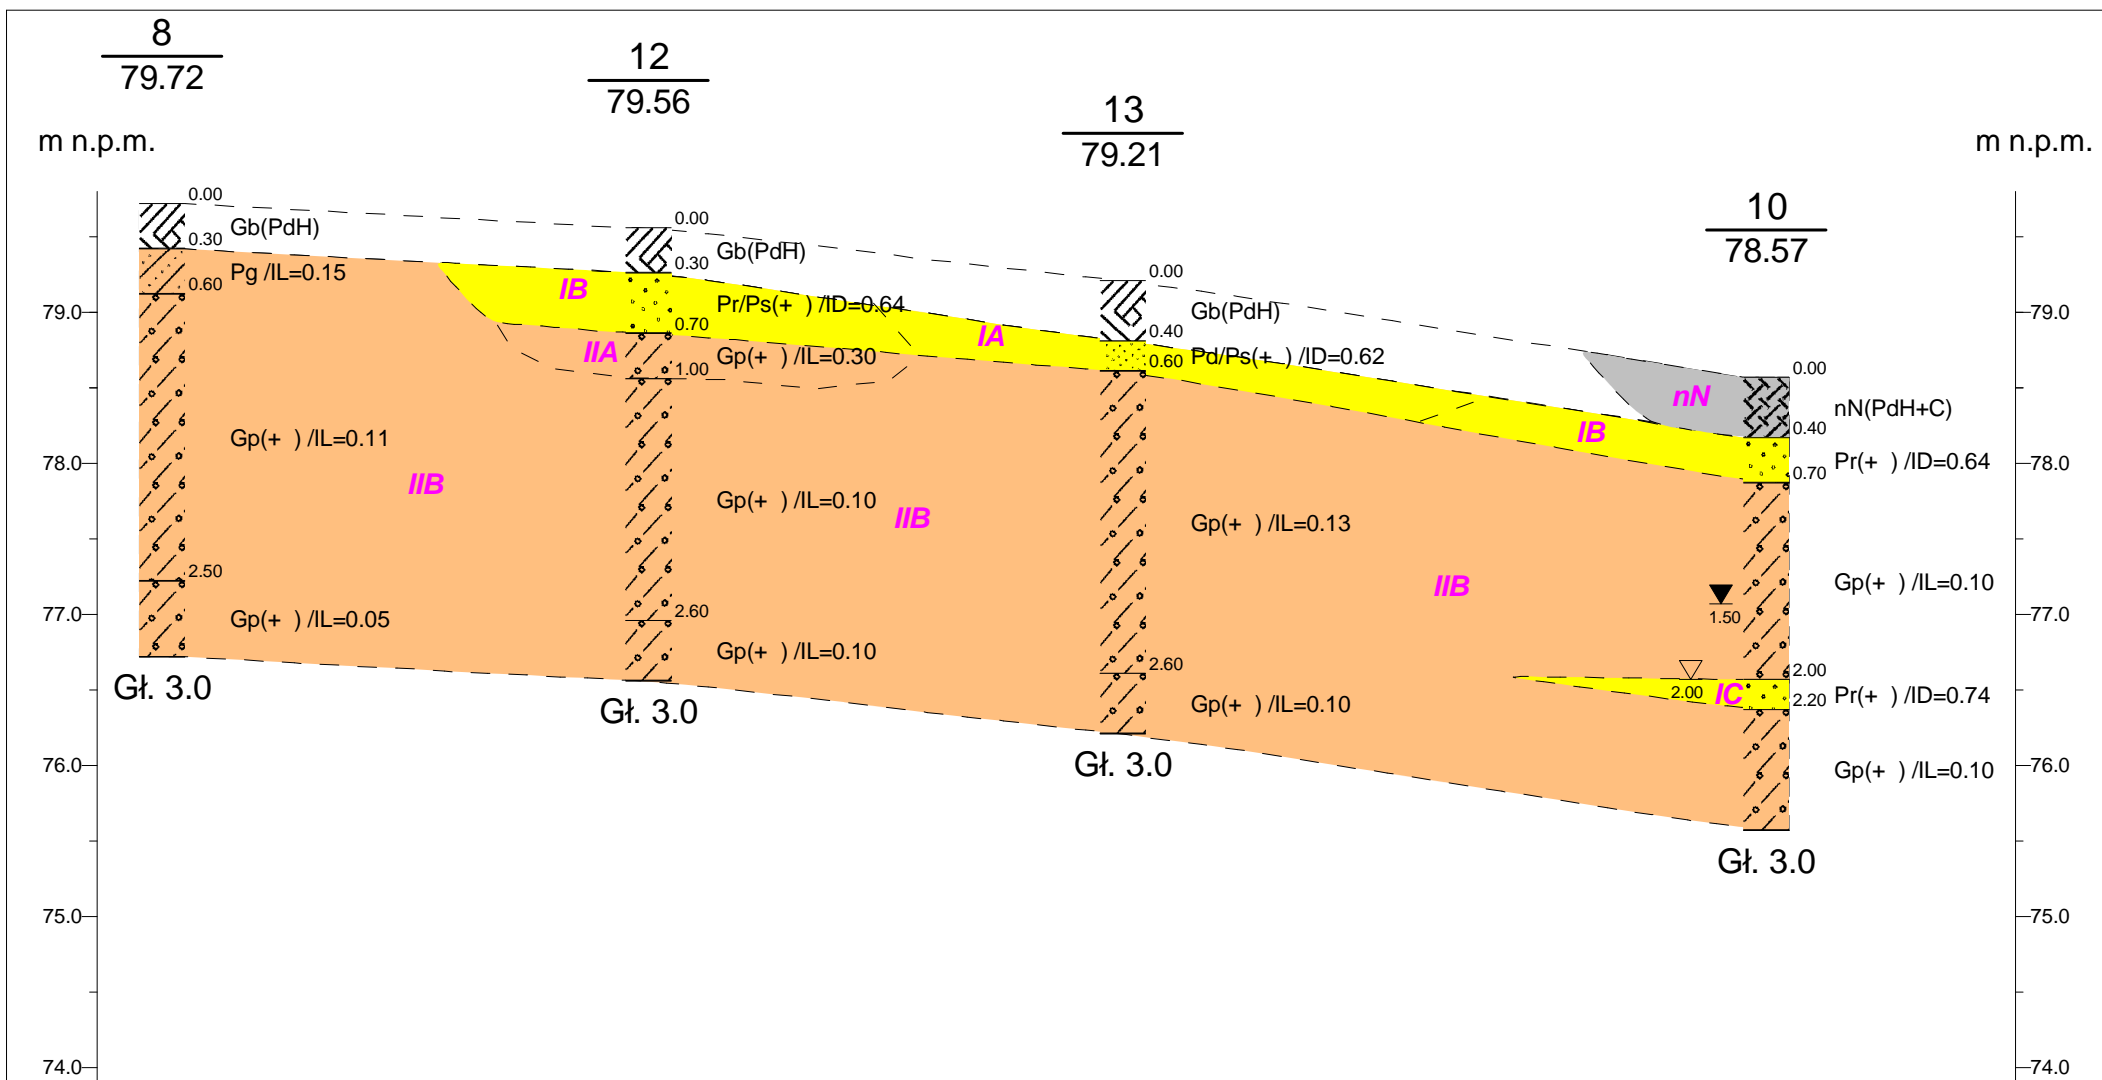 8
79.72
12
79.56
13
79.21
10
78.57
m n.p.m.
m n.p.m.
79.0
78.0
77.0
76.0
75.0
74.0
0.00
Gb(PdH)
0.30
Pg /IL=0.15
0.60
Gp(+ ) /IL=0.11
IIB
2.50
Gp(+ ) /IL=0.05
Gł. 3.0
0.00
Gb(PdH)
0.30
IB
Pr/Ps(+ ) /ID=0.64
0.70
IIA
Gp(+ ) /IL=0.30
1.00
Gp(+ ) /IL=0.10
IIB
2.60
Gp(+ ) /IL=0.10
Gł. 3.0
IA
0.00
Gb(PdH)
0.40
Pd/Ps(+ ) /ID=0.62
0.60
Gp(+ ) /IL=0.13
IIB
2.60
Gp(+ ) /IL=0.10
Gł. 3.0
0.00
nN
nN(PdH+C)
0.40
IB
Pr(+ ) /ID=0.64
0.70
Gp(+ ) /IL=0.10
1.50
2.00
2.00
IC
Pr(+ ) /ID=0.74
2.20
Gp(+ ) /IL=0.10
Gł. 3.0
79.0
78.0
77.0
76.0
75.0
74.0